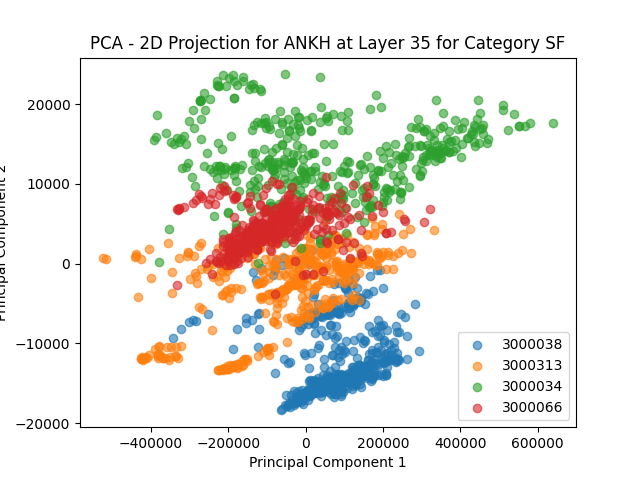 PCA - 2D Projection for ANKH at Layer 35 for Category SF
20000
10000
0
−10000
−20000
Principal Component 2
−400000 −200000 0 200000 400000 600000
Principal Component 1
3000038
3000313
3000034
3000066